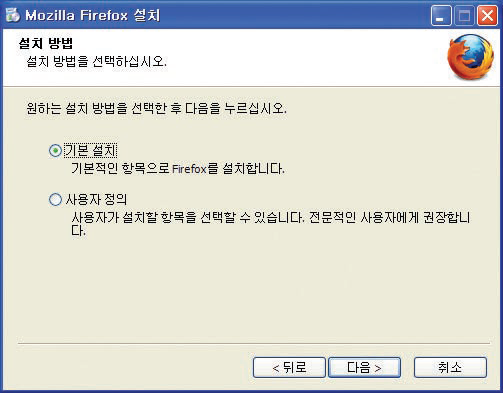 Mozilla Firefox 설치
설치 방법
설치 방법을 선택하십시오.
원하는 설치 방법을 선택한 후 다음을 누르십시오.
기본 설치
기본적인 항목으로 Firefox를 설치합니다.
사용자 정의
사용자가 설치할 항목을 선택할 수 있습니다. 전문적인 사용자에게 권장합니
다.
< 뒤로
다음 >
취소